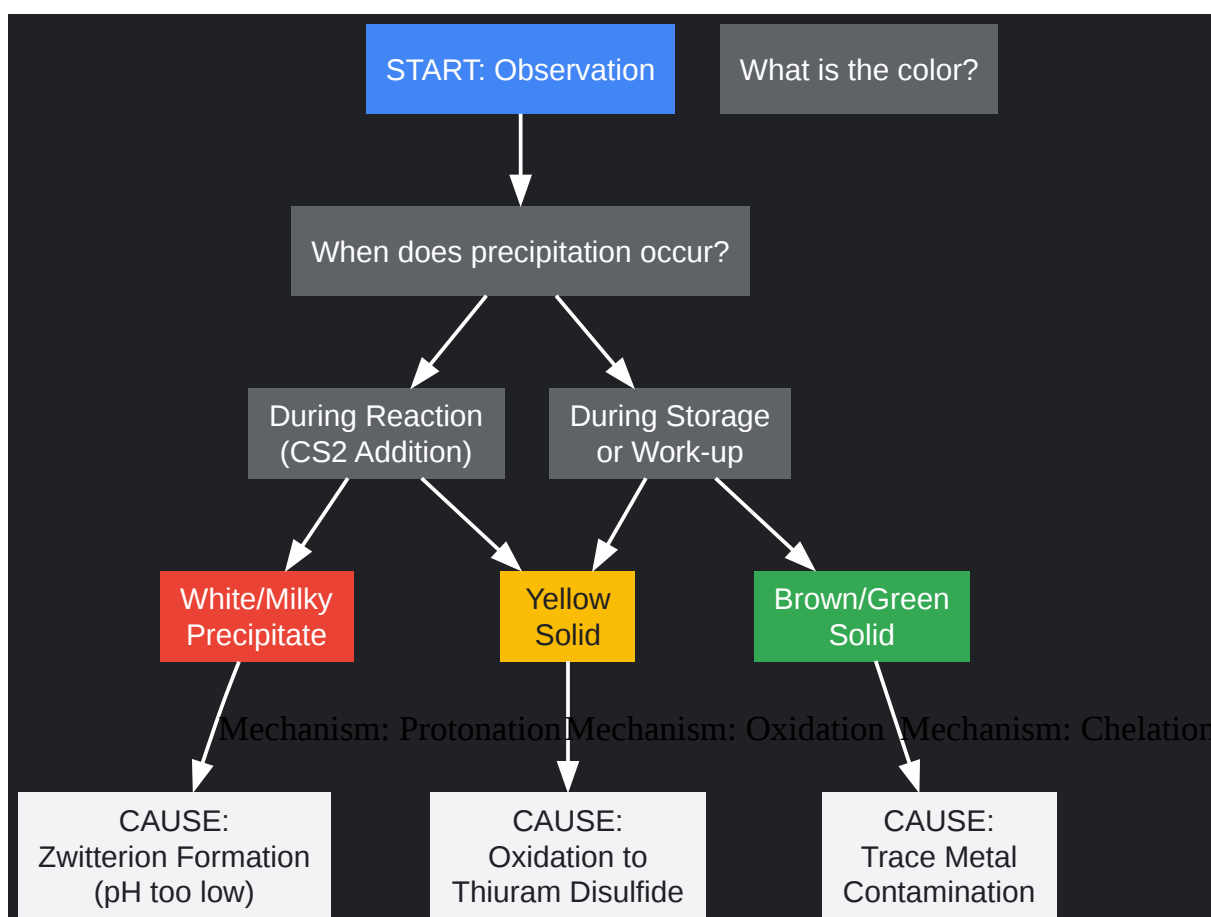 START: Observation
What is the color?
When does precipitation occur?
During Reaction
(CS2 Addition)
During Storage
or Work-up
White/Milky
Precipitate
Yellow
Solid
Brown/Green
Solid
Mechanism: Protonation
Mechanism: Oxidation
Mechanism: Chelation
CAUSE:
Zwitterion Formation
(pH too low)
CAUSE:
Oxidation to
Thiuram Disulfide
CAUSE:
Trace Metal
Contamination